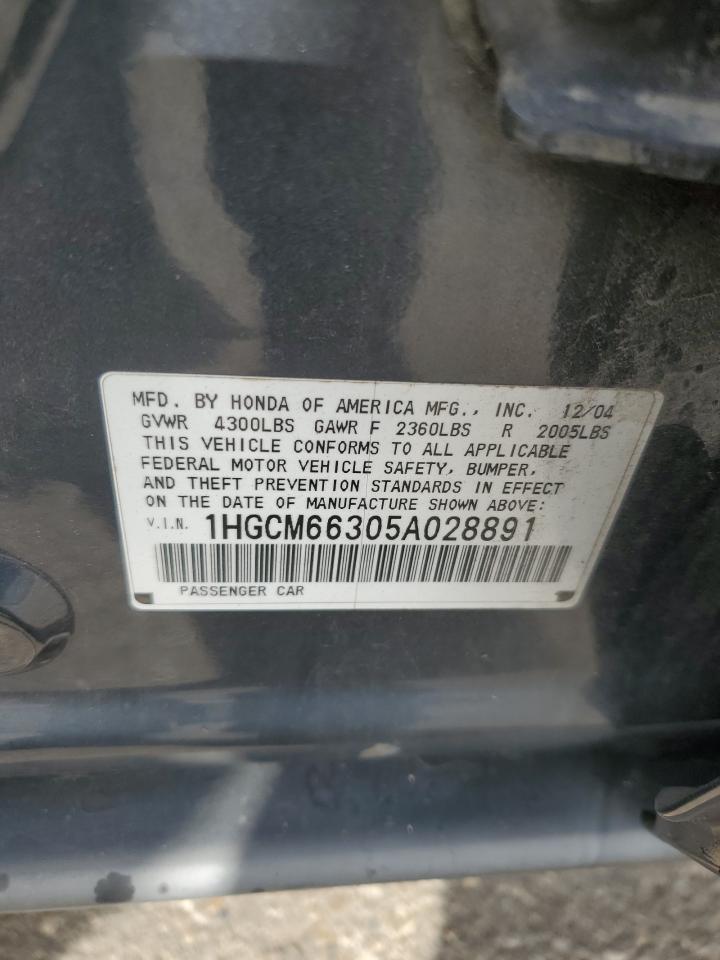 MFD. BY HONDA OF AMERICA MFG., INC. 12/04
GVWR 4300LBS GAWR F 2360LBS R 2005LBS
THIS VEHICLE CONFORMS TO ALL APPLICABLE
FEDERAL MOTOR VEHICLE SAFETY, BUMPER,
AND THEFT PREVENTION STANDARDS IN EFFECT
ON THE DATE OF MANUFACTURE SHOWN ABOVE:
V.I.N. 1HGCM66305A028891
PASSENGER CAR